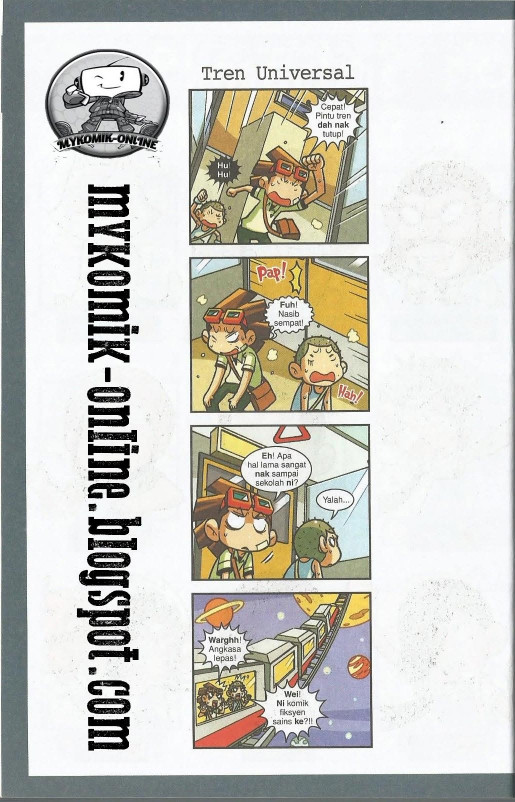 Tren Universal
MYKOMIK-ONLINE
mykomik-online.blogspot.com
Cepat!
Pintu tren
dah nak
tutup!
Hu!
Hu!
Pap!
Fuh!
Nasib
sempat!
Hah!
Eh! Apa
hal lama sangat
nak sampai
sekolah ni?
Yalah...
Warghh!
Angkasa
lepas!
Wei!
Ni komik
fiksyen
sains ke?!!